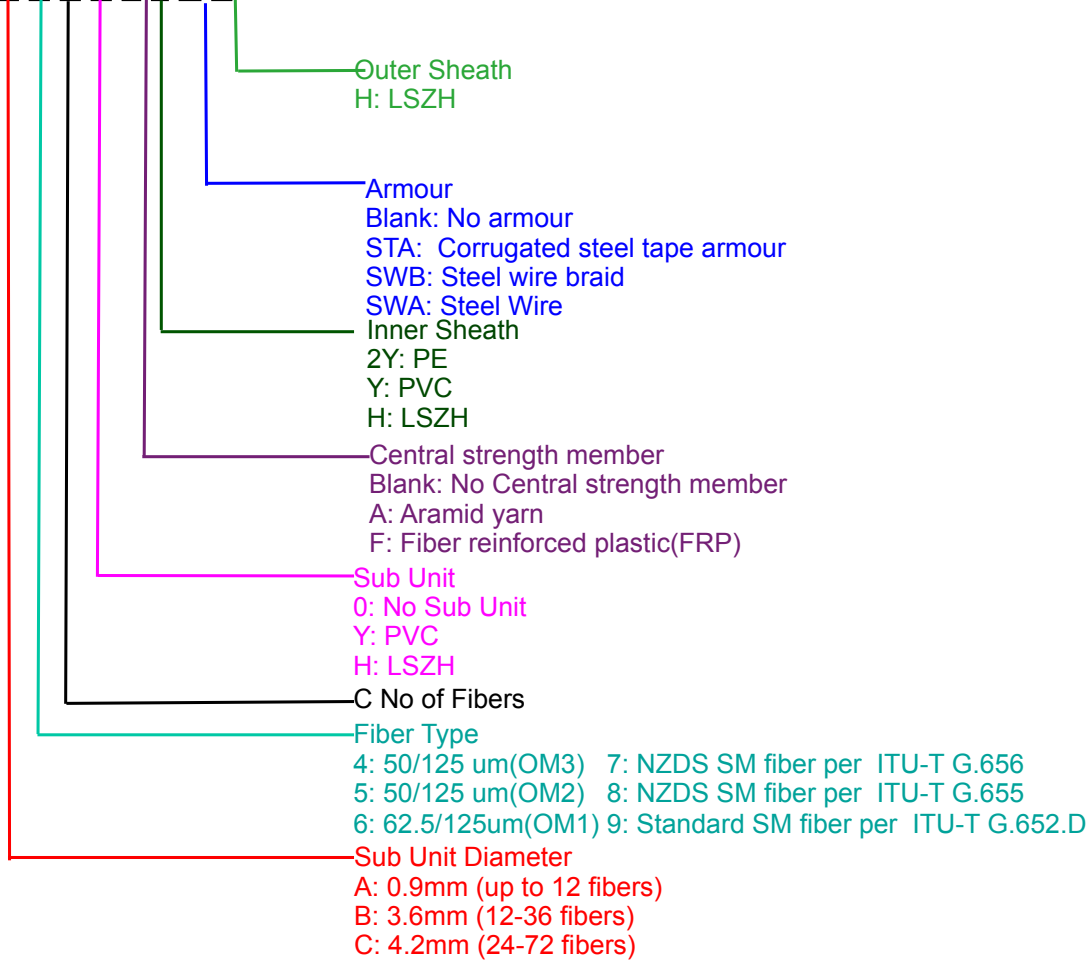 Outer Sheath
H: LSZH
Armour
Blank: No armour
STA: Corrugated steel tape armour
SWB: Steel wire braid
SWA: Steel Wire
Inner Sheath
2Y: PE
Y: PVC
H: LSZH
Central strength member
Blank: No Central strength member
A: Aramid yarn
F: Fiber reinforced plastic(FRP)
Sub Unit
0: No Sub Unit
Y: PVC
H: LSZH
C No of Fibers
Fiber Type
4: 50/125 um(OM3) 7: NZDS SM fiber per ITU-T G.656
5: 50/125 um(OM2) 8: NZDS SM fiber per ITU-T G.655
6: 62.5/125um(OM1) 9: Standard SM fiber per ITU-T G.652.D
Sub Unit Diameter
A: 0.9mm (up to 12 fibers)
B: 3.6mm (12-36 fibers)
C: 4.2mm (24-72 fibers)